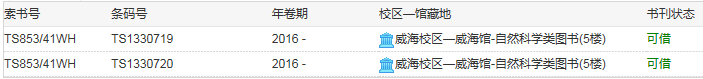 索书号 条码号 年卷期 校区—馆藏地 书刊状态
TS853/41WH TS1330719 2016 - 威海校区—威海馆-自然科学类图书(5楼) 可借
TS853/41WH TS1330720 2016 - 威海校区—威海馆-自然科学类图书(5楼) 可借